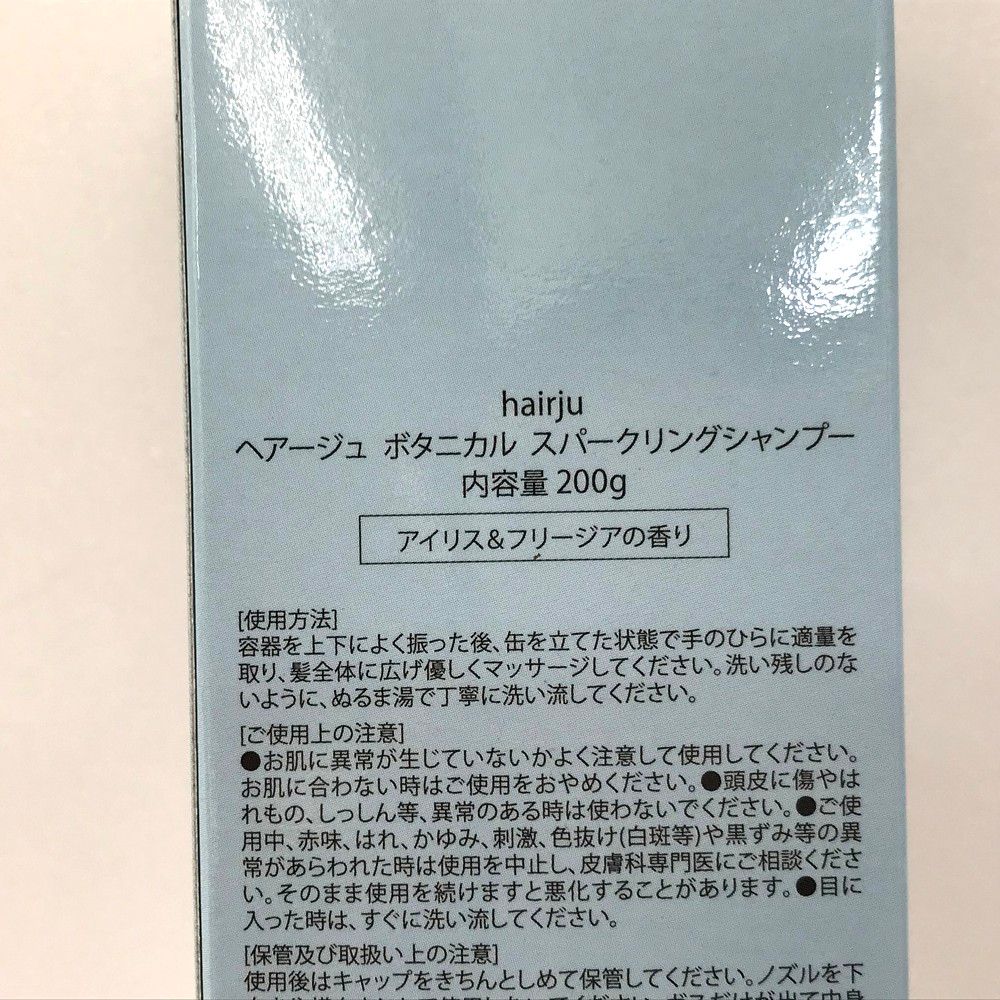 hairju
ヘアージュ ボタニカル スパークリングシャンプー
内容量 200g
アイリス&フリージアの香り
[使用方法]
容器を上下によく振った後、缶を立てた状態で手のひらに適量を
取り、髪全体に広げ優しくマッサージしてください。洗い残しのな
いように、ぬるま湯で丁寧に洗い流してください。
[ご使用上の注意]
●お肌に異常が生じていないかよく注意して使用してください。
お肌に合わない時はご使用をおやめください。●頭皮に傷やは
れもの、しっしん等、異常のある時は使わないでください。●ご使
用中、赤味、はれ、かゆみ、刺激、色抜け(白斑等)や黒ずみ等の異
常があらわれた時は使用を中止し、皮膚科専門医にご相談くださ
い。そのまま使用を続けますと悪化することがあります。●目に
入った時は、すぐに洗い流してください。
[保管及び取扱い上の注意]
使用後はキャップをきちんとしめて保管してください。ノズルを下